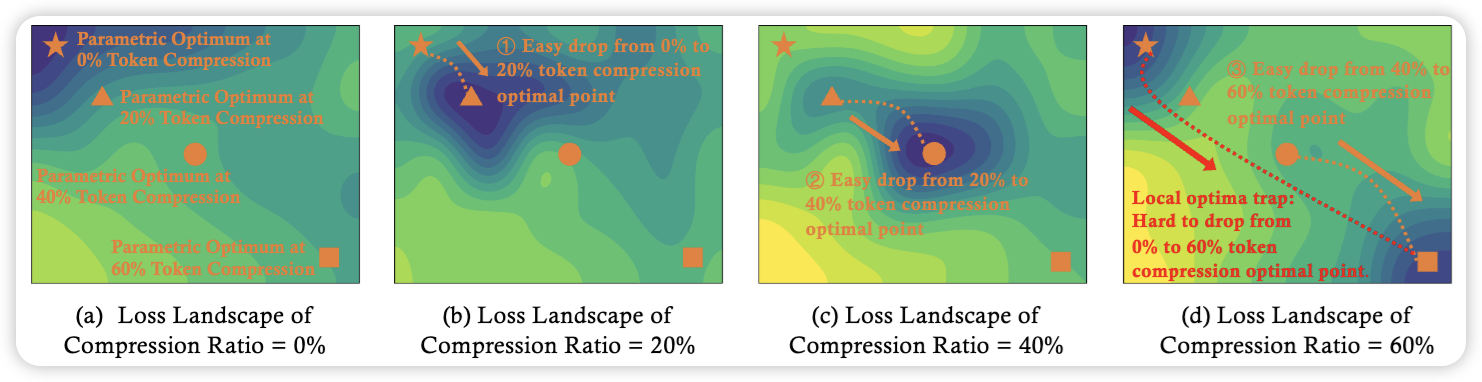 Parametric Optimum at
0% Token Compression
Parametric Optimum at
20% Token Compression
Parametric Optimum at
40% Token Compression
Parametric Optimum at
60% Token Compression
(a) Loss Landscape of
Compression Ratio = 0%
① Easy drop from 0% to
20% token compression
optimal point
(b) Loss Landscape of
Compression Ratio = 20%
② Easy drop from 20% to
40% token compression
optimal point
(c) Loss Landscape of
Compression Ratio = 40%
③ Easy drop from 40% to
60% token compression
optimal point
Local optima trap:
Hard to drop from
0% to 60% token
compression optimal point.
(d) Loss Landscape of
Compression Ratio = 60%